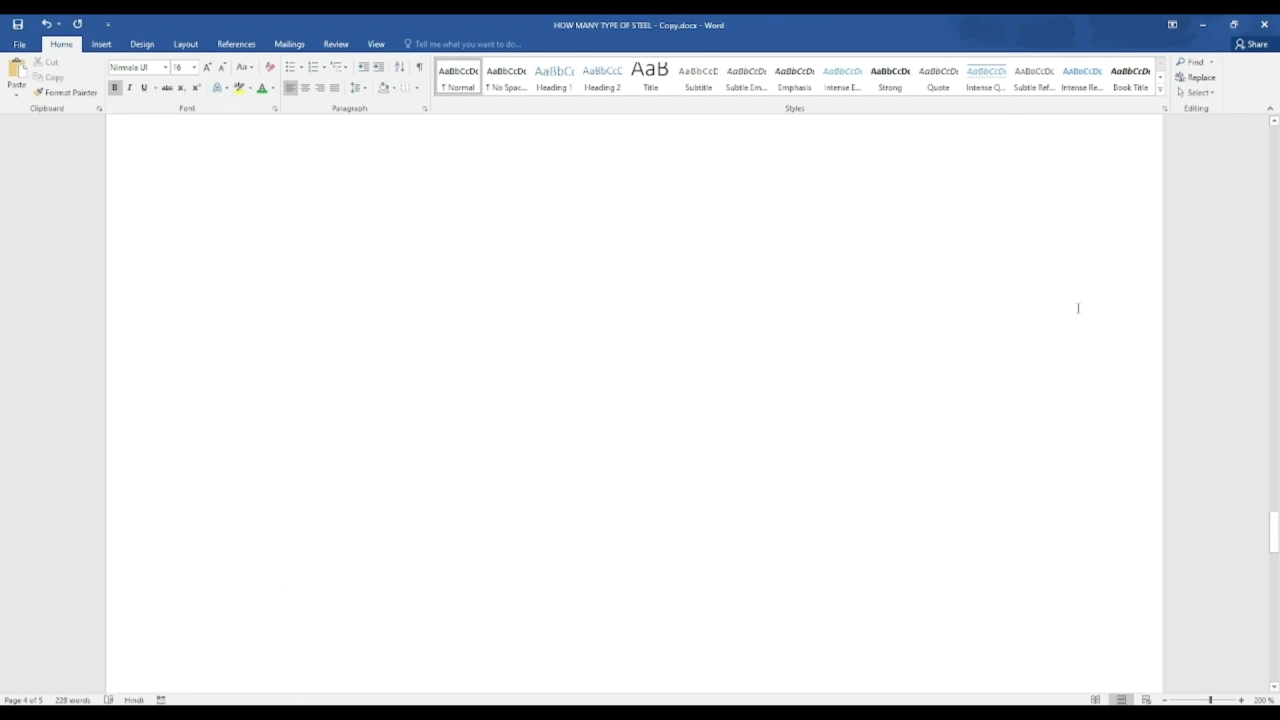 HOW MANY TYPE OF STEEL - Copy.docx - Word
File Home Insert Design Layout References Mailings Review View Tell me what you want to do... Share
Paste Cut Copy Format Painter
Clipboard
Nirmala UI 16
Font
Paragraph
AaBbCcDc AaBbCcDc AaBbCc AaBbCcC AaB AaBbCcC AaBbCcDc AaBbCcDc AaBbCcDc AaBbCcDc AaBbCcDc AaBbCcDc AaBbCcDc AaBbCcDc AaBbCcDc
¶ Normal ¶ No Spac... Heading 1 Heading 2 Title Subtitle Subtle Em... Emphasis Intense E... Strong Quote Intense Q... Subtle Ref... Intense Re... Book Title
Styles
Find
Replace
Select
Editing
Page 4 of 5 228 words Hindi 200 %